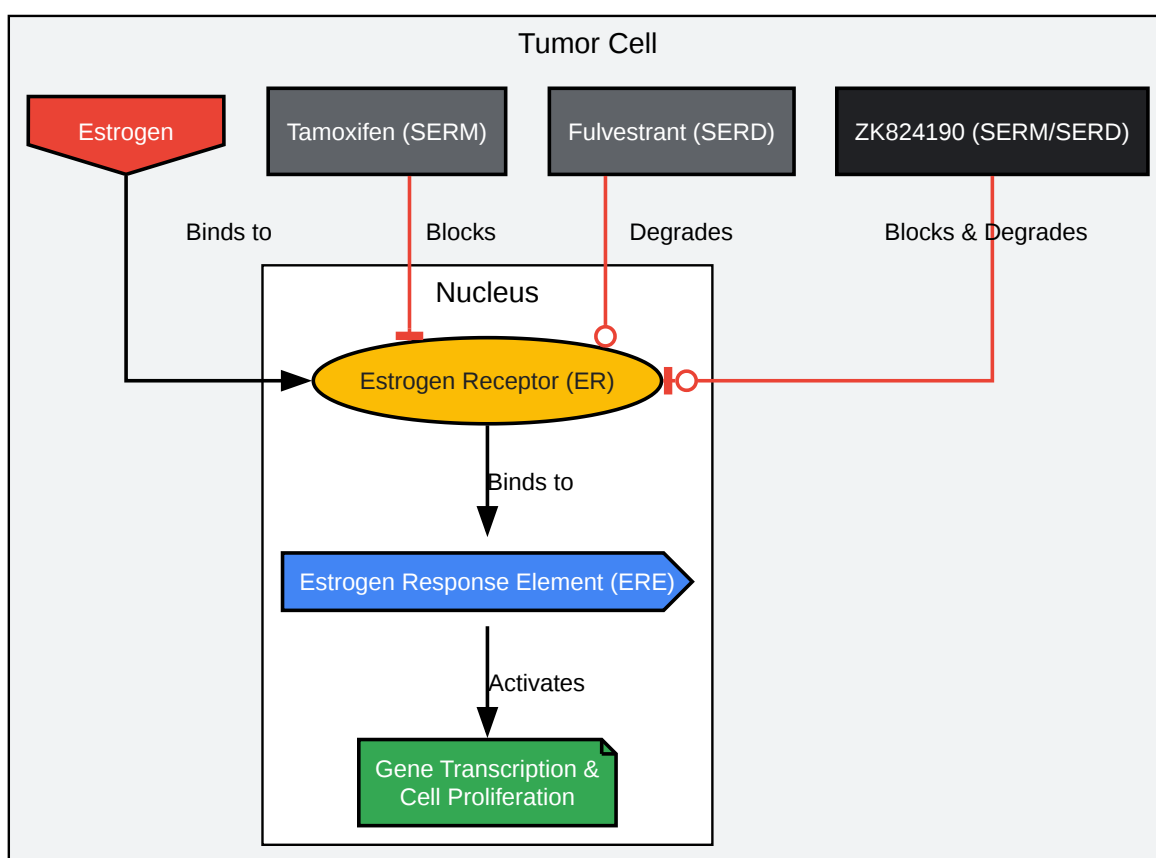 Tumor Cell
Estrogen
Tamoxifen (SERM)
Fulvestrant (SERD)
ZK824190 (SERM/SERD)
Binds to
Blocks
Degrades
Blocks & Degrades
Nucleus
Estrogen Receptor (ER)
Binds to
Estrogen Response Element (ERE)
Activates
Gene Transcription &
Cell Proliferation